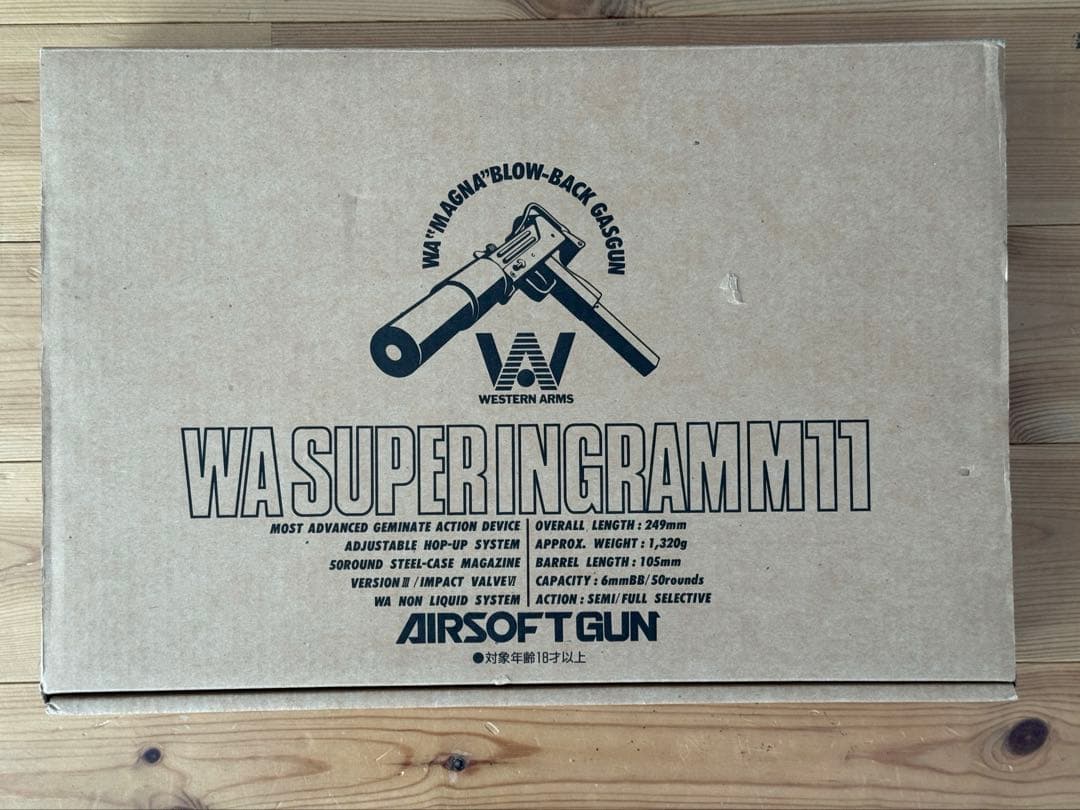 WA "MAGNA" BLOW-BACK GASGUN
WA
WESTERN ARMS
WA SUPER INGRAM M11
MOST ADVANCED GEMINATE ACTION DEVICE
ADJUSTABLE HOP-UP SYSTEM
50ROUND STEEL-CASE MAGAZINE
VERSION Ⅲ / IMPACT VALVE Ⅵ
WA NON LIQUID SYSTEM
OVERALL LENGTH : 249mm
APPROX. WEIGHT : 1,320g
BARREL LENGTH : 105mm
CAPACITY : 6mmBB/50rounds
ACTION : SEMI/FULL SELECTIVE
AIRSOFT GUN
●対象年齢18才以上